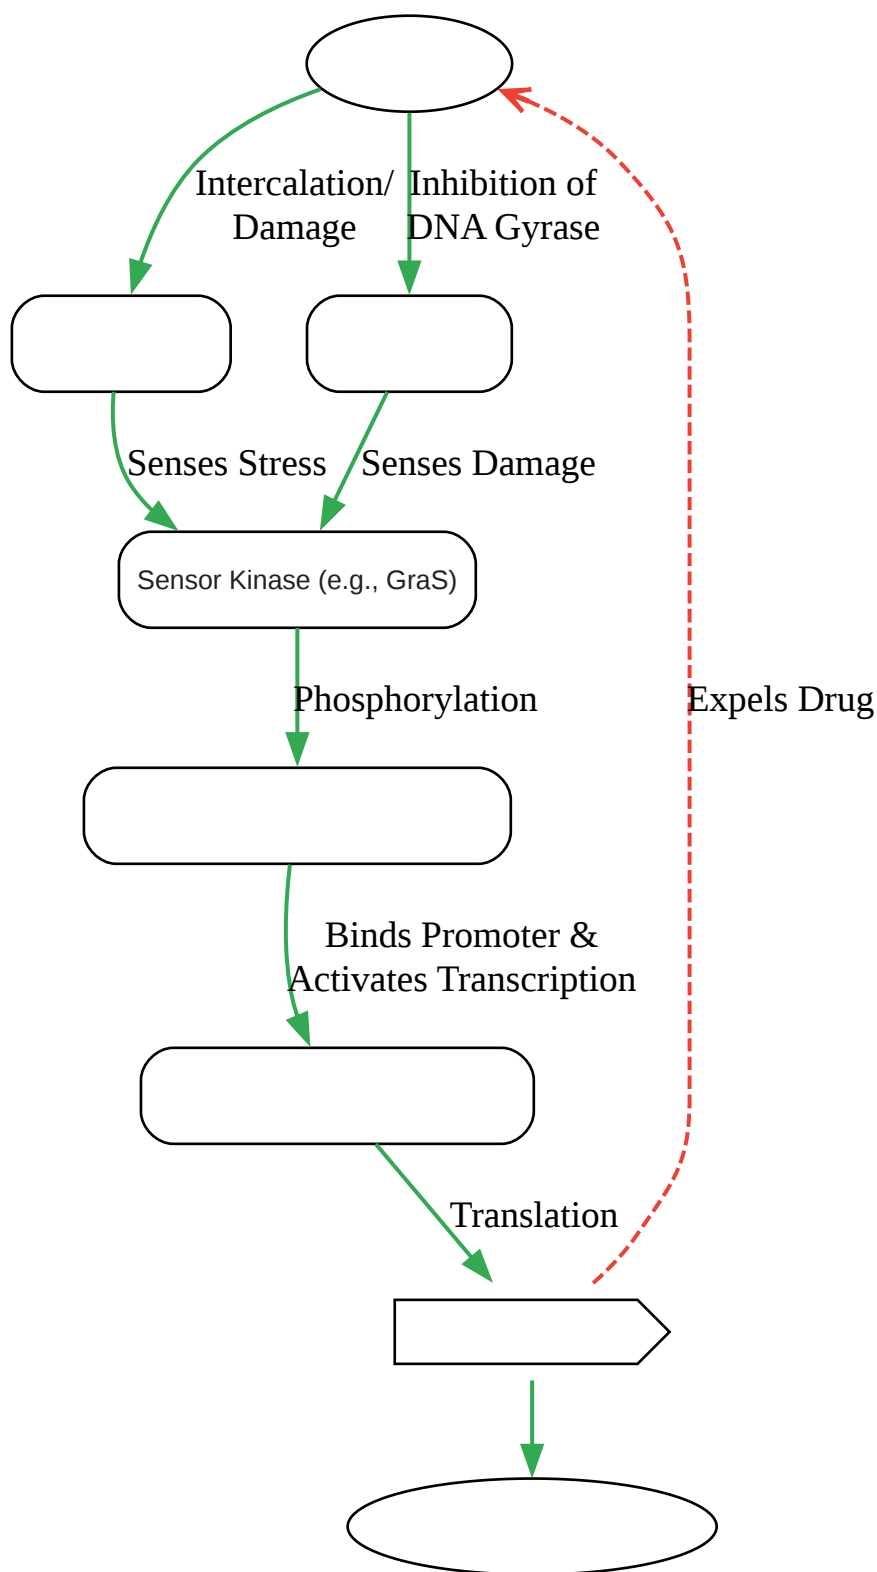 Intercalation/
Damage
Inhibition of
DNA Gyrase
Senses Stress
Senses Damage
Sensor Kinase (e.g., GraS)
Phosphorylation
Expels Drug
Binds Promoter &
Activates Transcription
Translation